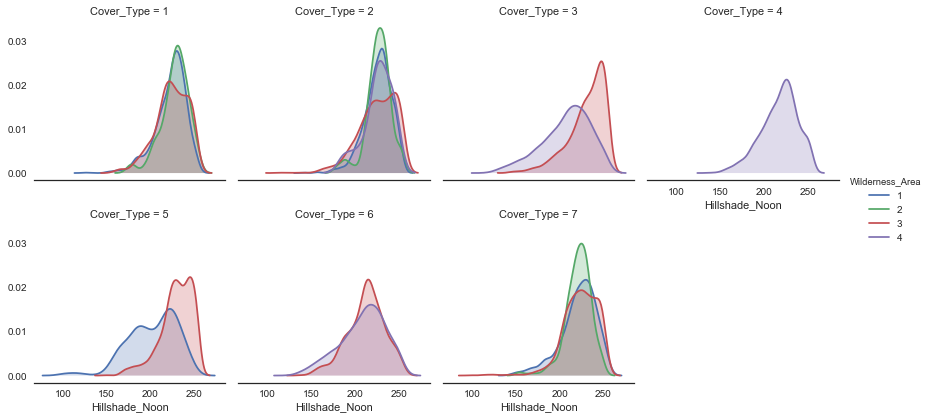 Cover_Type = 1 Cover_Type = 2 Cover_Type = 3 Cover_Type = 4
0.03
0.02
0.01
0.00
100 150 200 250
Hillshade_Noon
Wilderness_Area
1
2
3
4
Cover_Type = 5 Cover_Type = 6 Cover_Type = 7
0.03
0.02
0.01
0.00
100 150 200 250 100 150 200 250 100 150 200 250
Hillshade_Noon Hillshade_Noon Hillshade_Noon